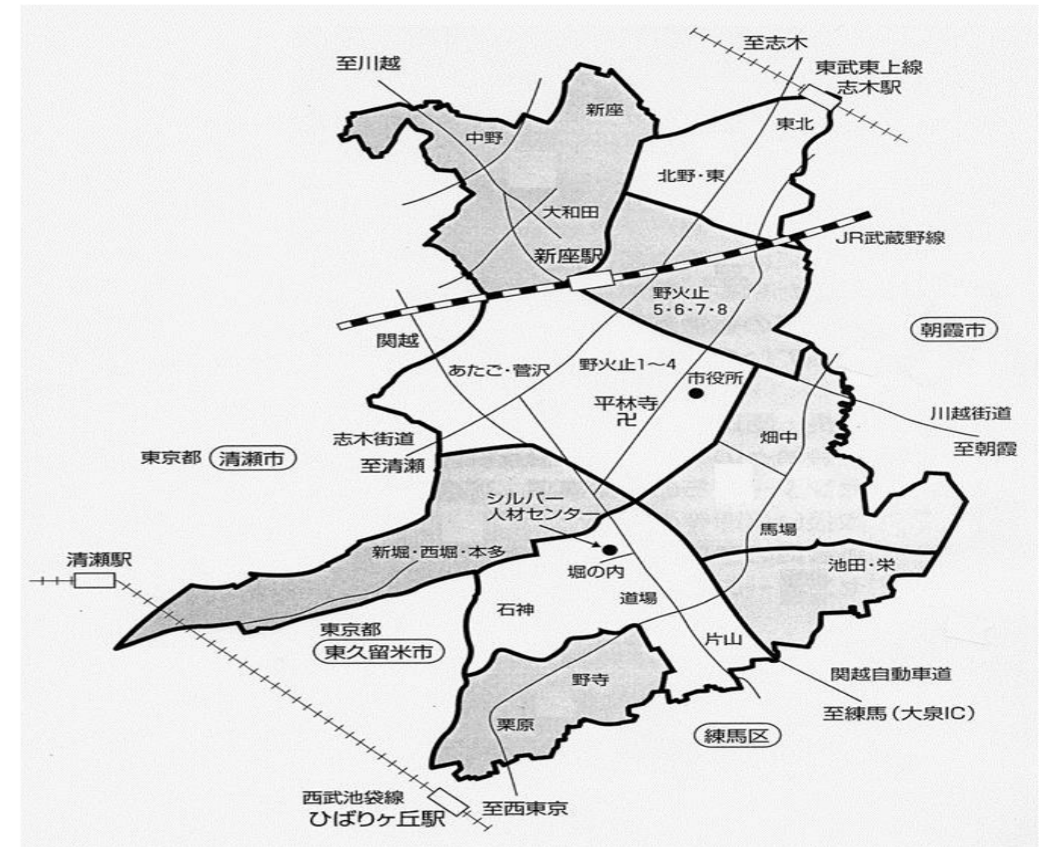 至志木
東武東上線
志木駅
至川越
新座
中野
東北
北野・東
大和田
JR武蔵野線
新座駅
野火止
5・6・7・8
朝霞市
関越
野火止1〜4
あたご・菅沢
市役所
平林寺
卍
川越街道
志木街道
畑中
至朝霞
東京都
清瀬市
至清瀬
シルバー
人材センター
馬場
新堀・西堀・本多
清瀬駅
堀の内
池田・栄
道場
石神
東京都
東久留米市
片山
関越自動車道
野寺
至練馬(大泉IC)
栗原
練馬区
西武池袋線
ひばりヶ丘駅
至西東京